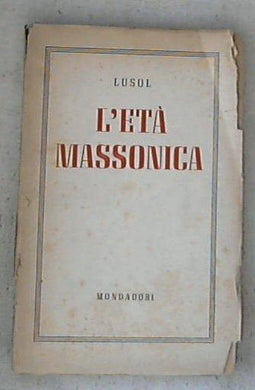 LUSOL
L'ETÀ
MASSONICA
MONDADORI